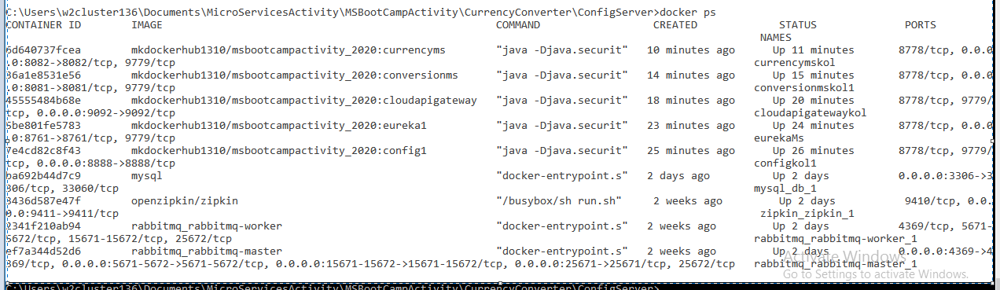 C:\Users\w2cluster136\Documents\MicroServicesActivity\MSBootCampActivity\CurrencyConverter\ConfigServer>docker ps
CONTAINER ID IMAGE COMMAND CREATED STATUS PORTS
NAMES
6d640737fcea mkdockerhub1310/msbootcampactivity_2020:currencyms "java -Djava.securit" 10 minutes ago Up 11 minutes 8778/tcp, 0.0.0
.0:8082->8082/tcp, 9779/tcp currencymskol
86a1e8531e56 mkdockerhub1310/msbootcampactivity_2020:conversionms "java -Djava.securit" 14 minutes ago Up 15 minutes 8778/tcp, 0.0.0
.0:8081->8081/tcp, 9779/tcp conversionmskol1
45555484b68e mkdockerhub1310/msbootcampactivity_2020:cloudapigateway "java -Djava.securit" 18 minutes ago Up 20 minutes 8778/tcp, 9779/
tcp, 0.0.0.0:9092->9092/tcp cloudapigatewaykol
5be801fe5783 mkdockerhub1310/msbootcampactivity_2020:eureka1 "java -Djava.securit" 23 minutes ago Up 24 minutes 8778/tcp, 0.0.0
.0:8761->8761/tcp, 9779/tcp eurekaMs
7e4cd82c8f43 mkdockerhub1310/msbootcampactivity_2020:config1 "java -Djava.securit" 25 minutes ago Up 26 minutes 8778/tcp, 9779/
tcp, 0.0.0.0:8888->8888/tcp configkol1
ba692b44d7c9 mysql "docker-entrypoint.s" 2 days ago Up 2 days 0.0.0.0:3306->3
306/tcp, 33060/tcp mysql_db_1
8436d587e47f openzipkin/zipkin "/busybox/sh run.sh" 2 weeks ago Up 2 days 9410/tcp, 0.0.
0.0:9411->9411/tcp zipkin_zipkin_1
2341f210ab94 rabbitmq_rabbitmq-worker "docker-entrypoint.s" 2 weeks ago Up 2 days 4369/tcp, 5671-
5672/tcp, 15671-15672/tcp, 25672/tcp rabbitmq_rabbitmq-worker_1
ef7a344d52d6 rabbitmq_rabbitmq-master "docker-entrypoint.s" 2 weeks ago Up 2 days 0.0.0.0:4369->4
369/tcp, 0.0.0.0:5671-5672->5671-5672/tcp, 0.0.0.0:15671-15672->15671-15672/tcp, 0.0.0.0:25671->25671/tcp, 25672/tcp rabbitmq_rabbitmq-master_1
Activate Windows
Go to Settings to activate Windows.
C:\Users\w2cluster136\Documents\MicroServicesActivity\MSBootCampActivity\CurrencyConverter\ConfigServer>